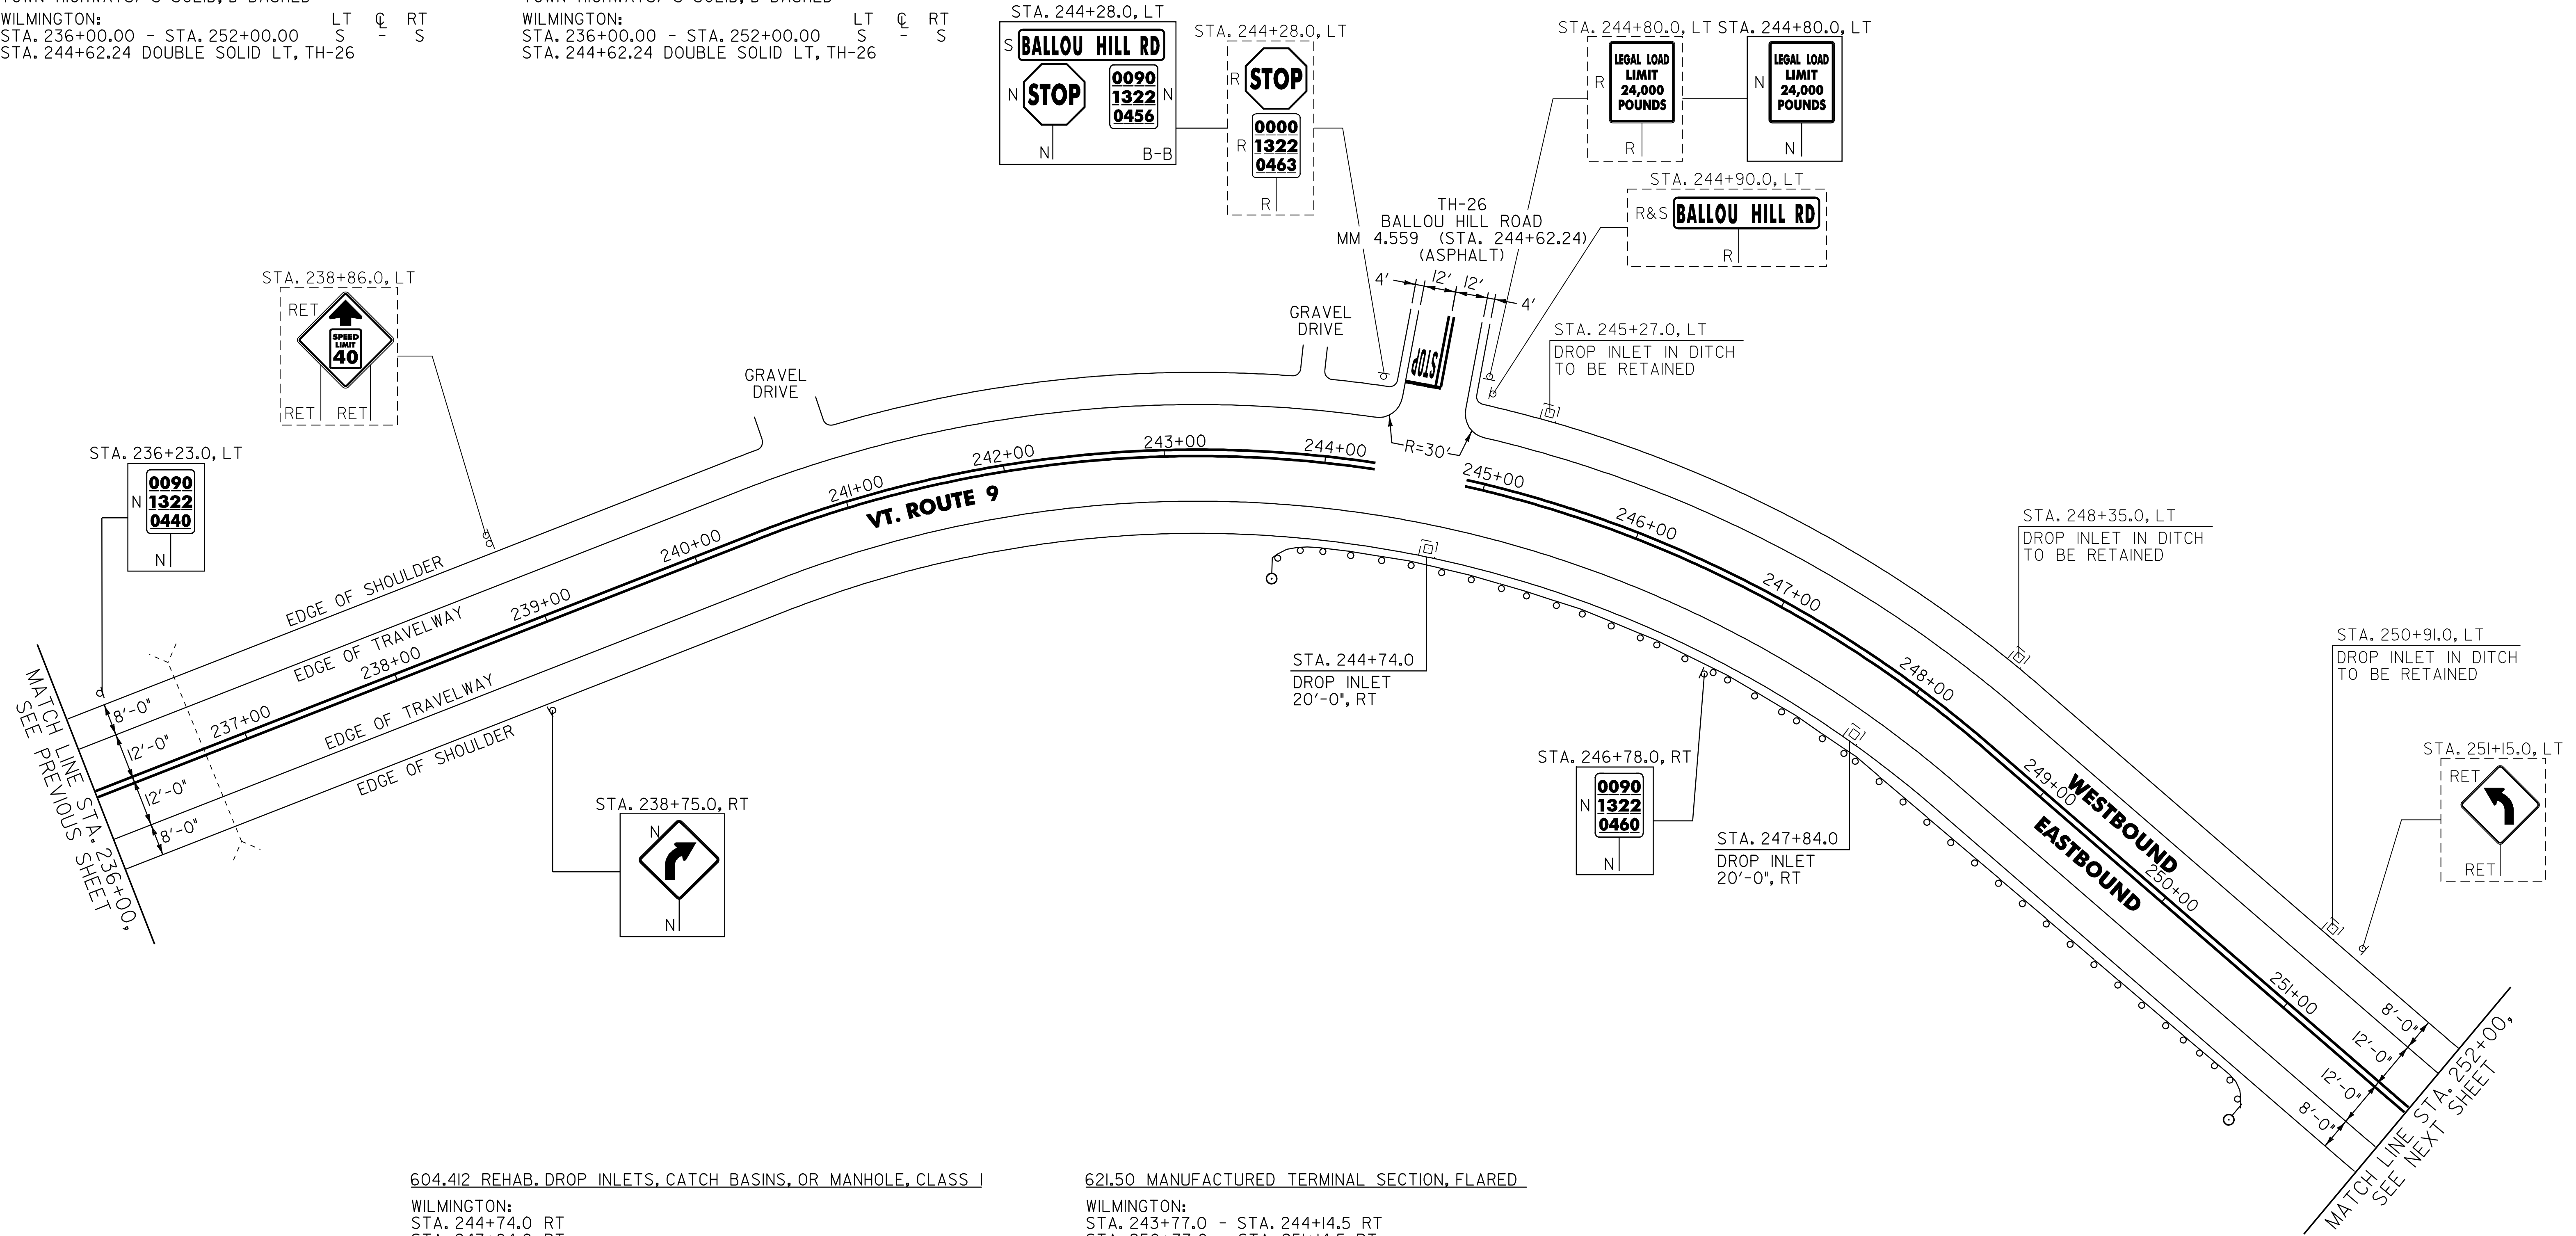 WILMINGTON: LT ℄ RT
STA. 236+00.00 - STA. 252+00.00 S - S
STA. 244+62.24 DOUBLE SOLID LT, TH-26
WILMINGTON: LT ℄ RT
STA. 236+00.00 - STA. 252+00.00 S - S
STA. 244+62.24 DOUBLE SOLID LT, TH-26
STA. 244+28.0, LT
S BALLOU HILL RD
N STOP
0090
1322 N
0456
N B-B
STA. 244+28.0, LT
R STOP
0000
R 1322
0463
R
STA. 244+80.0, LT
LEGAL LOAD
R LIMIT
24,000
POUNDS
R
STA. 244+80.0, LT
LEGAL LOAD
N LIMIT
24,000
POUNDS
N
STA. 244+90.0, LT
R&S BALLOU HILL RD
R
TH-26
BALLOU HILL ROAD
MM 4.559 (STA. 244+62.24)
(ASPHALT)
4' 12' 12' 4'
STOP
R=30'
STA. 238+86.0, LT
RET
SPEED
LIMIT
40
RET RET
GRAVEL
DRIVE
GRAVEL
DRIVE
STA. 245+27.0, LT
DROP INLET IN DITCH
TO BE RETAINED
STA. 236+23.0, LT
0090
N 1322
0440
N
EDGE OF SHOULDER
EDGE OF TRAVELWAY
EDGE OF TRAVELWAY
EDGE OF SHOULDER
237+00
238+00
239+00
240+00
241+00
242+00
243+00
244+00
245+00
246+00
247+00
248+00
249+00
250+00
251+00
VT. ROUTE 9
WESTBOUND
EASTBOUND
8'-0"
12'-0"
12'-0"
8'-0"
MATCH LINE STA. 236+00,
SEE PREVIOUS SHEET
STA. 238+75.0, RT
N
N
STA. 244+74.0
DROP INLET
20'-0", RT
STA. 246+78.0, RT
0090
N 1322
0460
N
STA. 247+84.0
DROP INLET
20'-0", RT
STA. 248+35.0, LT
DROP INLET IN DITCH
TO BE RETAINED
STA. 250+91.0, LT
DROP INLET IN DITCH
TO BE RETAINED
STA. 251+15.0, LT
RET
RET
8'-0"
12'-0"
12'-0"
8'-0"
MATCH LINE STA. 252+00,
SEE NEXT SHEET
604.412 REHAB. DROP INLETS, CATCH BASINS, OR MANHOLE, CLASS I
WILMINGTON:
STA. 244+74.0 RT
621.50 MANUFACTURED TERMINAL SECTION, FLARED
WILMINGTON:
STA. 243+77.0 - STA. 244+14.5 RT